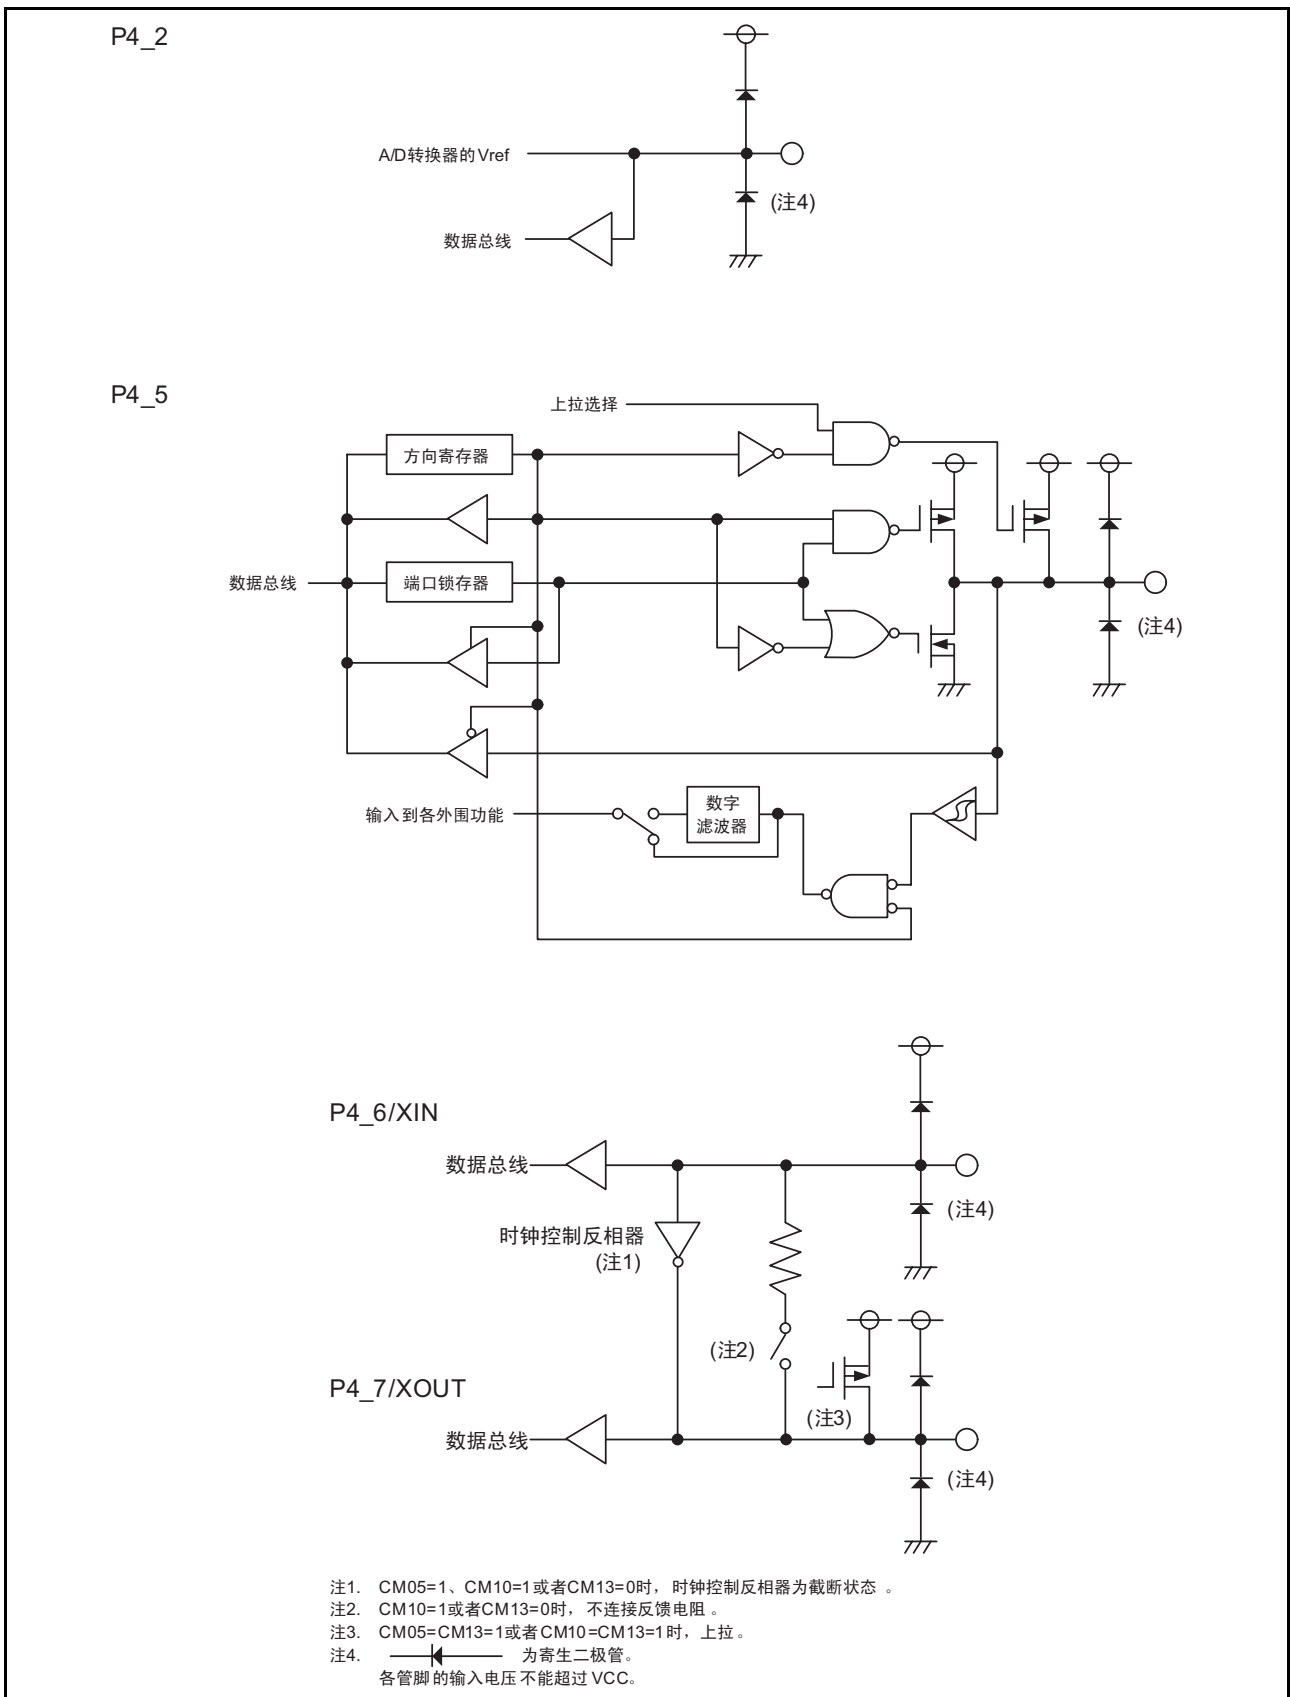 P4_2
A/D转换器的Vref
(注4)
数据总线
P4_5
上拉选择
方向寄存器
数据总线
端口锁存器
(注4)
输入到各外围功能
数字
滤波器
P4_6/XIN
数据总线
(注4)
时钟控制反相器
(注1)
(注2)
P4_7/XOUT
(注3)
数据总线
(注4)
注1. CM05=1、CM10=1或者CM13=0时，时钟控制反相器为截断状态 。
注2. CM10=1或者CM13=0时，不连接反馈电阻 。
注3. CM05=CM13=1或者CM10=CM13=1时，上拉 。
注4. 为寄生二极管。
各管脚的输入电压不能超过 VCC。